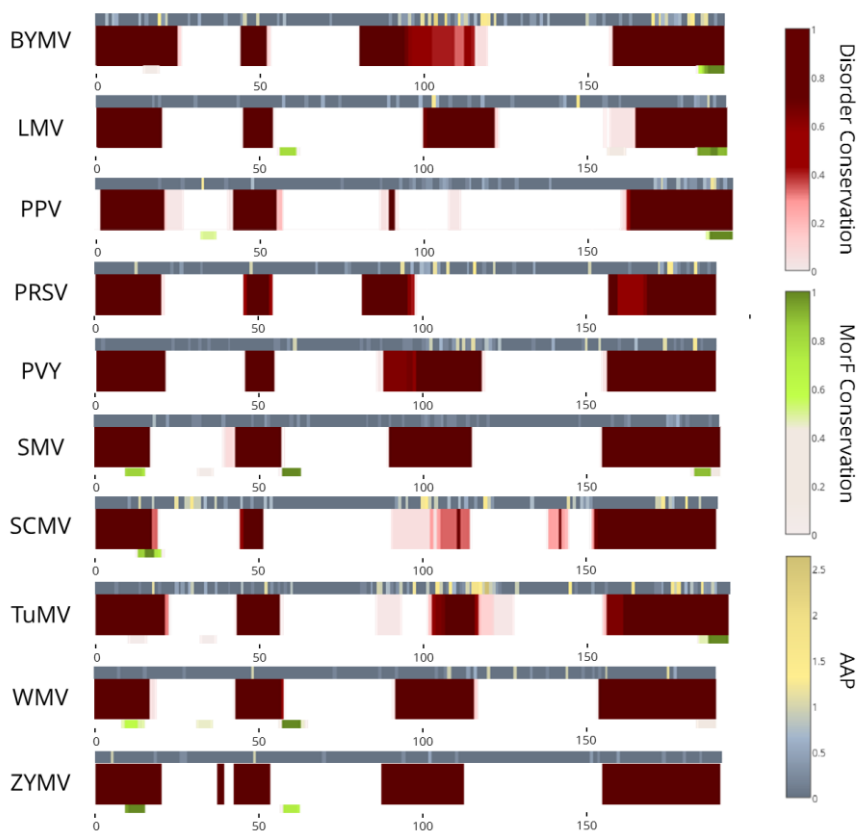 BYMV
0 50 100 150
LMV
0 50 100 150
PPV
0 50 100 150
PRSV
0 50 100 150
PVY
0 50 100 150
SMV
0 50 100 150
SCMV
0 50 100 150
TuMV
0 50 100 150
WMV
0 50 100 150
ZYMV
0 50 100 150
1
0.8
0.6
0.4
0.2
0
Disorder Conservation
1
0.8
0.6
0.4
0.2
0
MorF Conservation
2.5
2
1.5
1
0.5
0
AAP